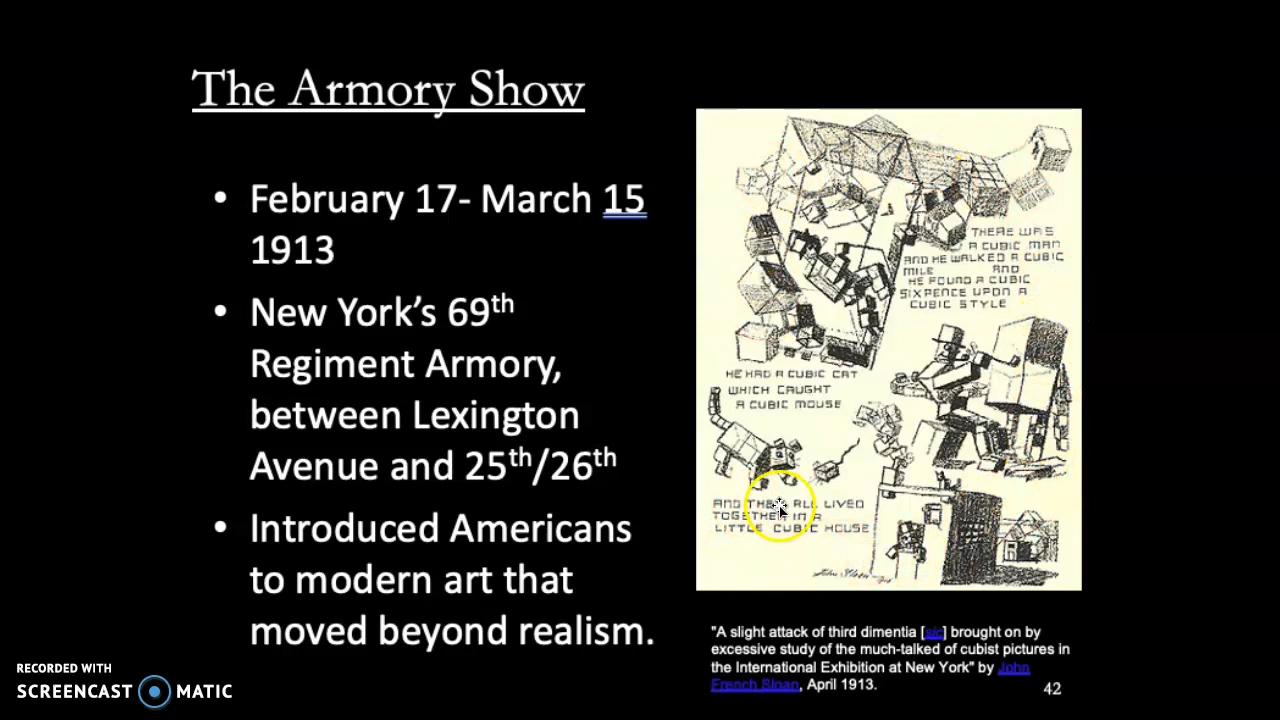 The Armory Show
• February 17- March 15
1913
• New York’s 69th
Regiment Armory,
between Lexington
Avenue and 25th/26th
• Introduced Americans
to modern art that
moved beyond realism.
THERE WAS
A CUBIC MAN
AND HE WALKED A CUBIC
MILE AND
HE FOUND A CUBIC
SIXPENCE UPON A
CUBIC STYLE
HE HAD A CUBIC CAT
WHICH CAUGHT
A CUBIC MOUSE
AND THEY ALL LIVED
TOGETHER IN A
LITTLE CUBIC HOUSE
John Sloan
"A slight attack of third dimentia [sic] brought on by
excessive study of the much-talked of cubist pictures in
the International Exhibition at New York" by John
French Sloan, April 1913.
42
RECORDED WITH
SCREENCAST MATIC